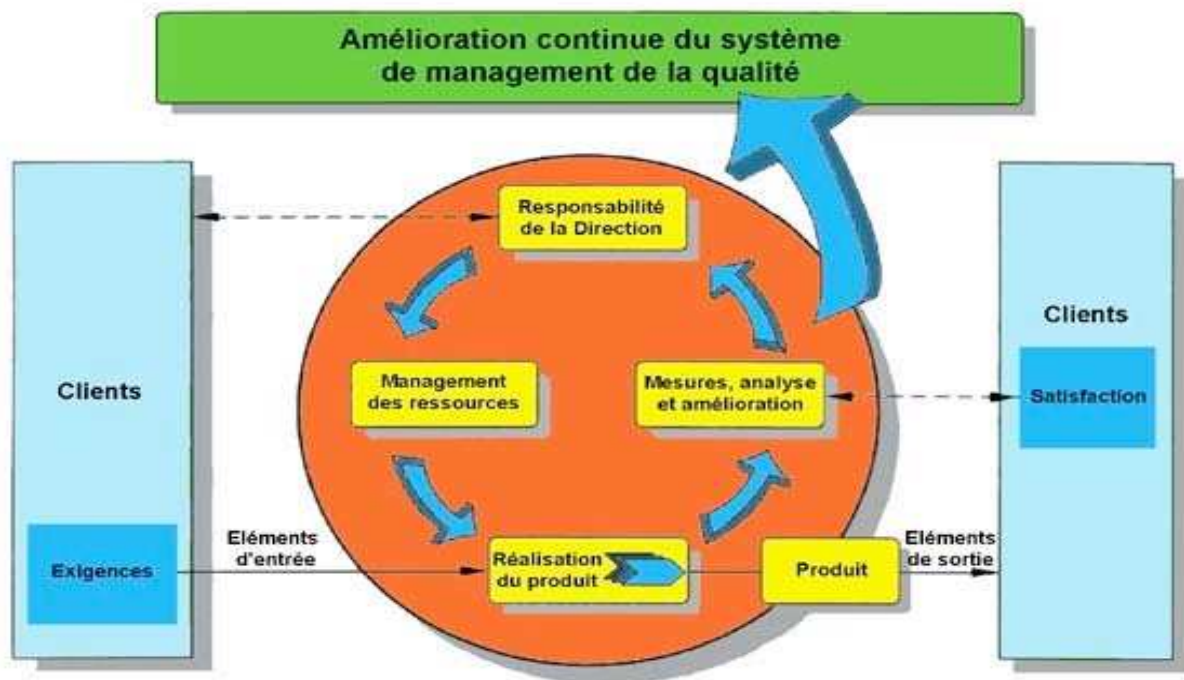 Amélioration continue du système
de management de la qualité
Responsabilité
de la Direction
Clients
Management
des ressources
Mesures, analyse
et amélioration
Clients
Satisfaction
Exigences
Eléments
d'entrée
Réalisation
du produit
Produit
Eléments
de sortie